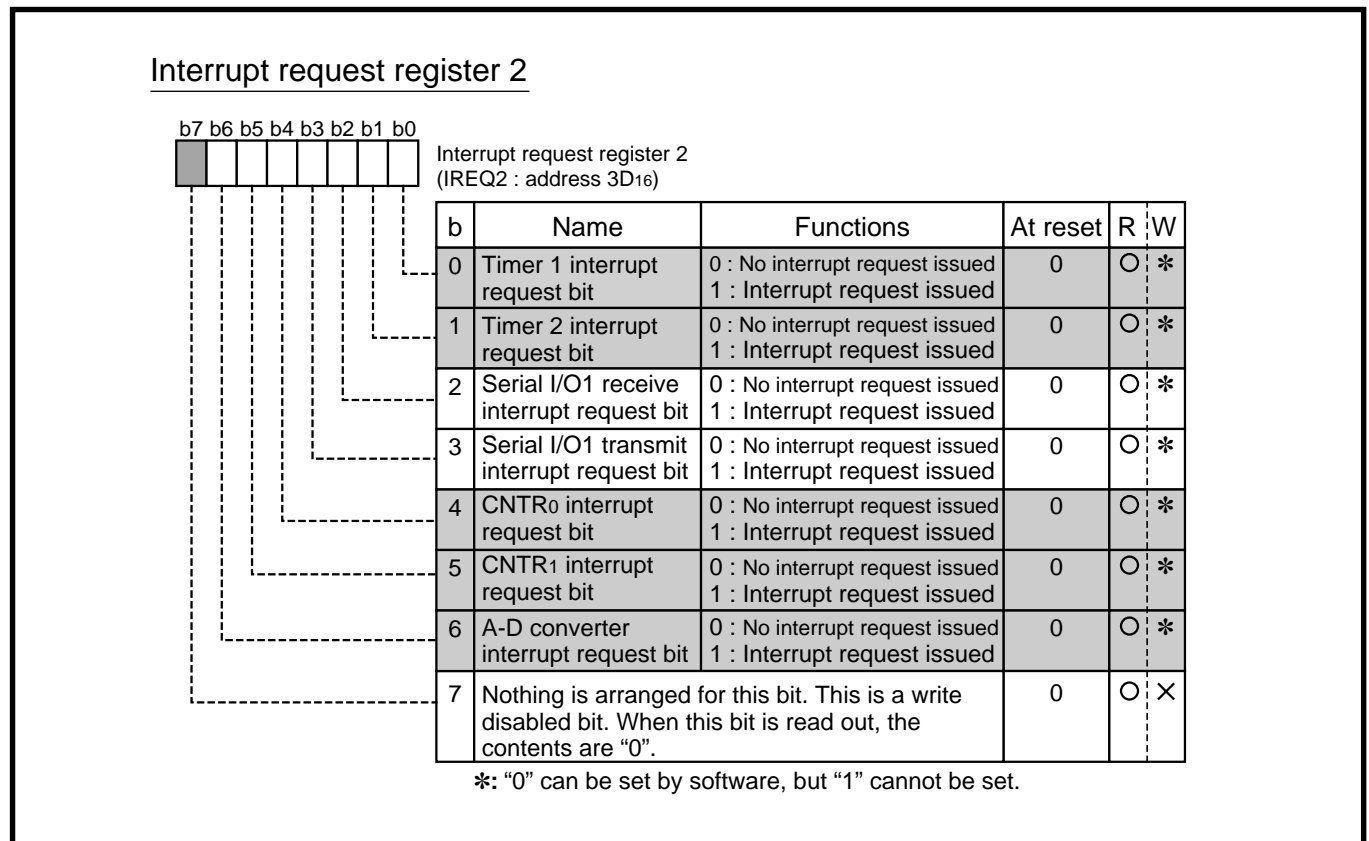 Interrupt request register 2
b7 b6 b5 b4 b3 b2 b1 b0
Interrupt request register 2
(IREQ2 : address 3D16)
b Name Functions At reset R W
0 Timer 1 interrupt request bit 0 : No interrupt request issued 1 : Interrupt request issued 0 ○ ✻
1 Timer 2 interrupt request bit 0 : No interrupt request issued 1 : Interrupt request issued 0 ○ ✻
2 Serial I/O1 receive interrupt request bit 0 : No interrupt request issued 1 : Interrupt request issued 0 ○ ✻
3 Serial I/O1 transmit interrupt request bit 0 : No interrupt request issued 1 : Interrupt request issued 0 ○ ✻
4 CNTR0 interrupt request bit 0 : No interrupt request issued 1 : Interrupt request issued 0 ○ ✻
5 CNTR1 interrupt request bit 0 : No interrupt request issued 1 : Interrupt request issued 0 ○ ✻
6 A-D converter interrupt request bit 0 : No interrupt request issued 1 : Interrupt request issued 0 ○ ✻
7 Nothing is arranged for this bit. This is a write disabled bit. When this bit is read out, the contents are “0”. 0 ○ ×
✻: “0” can be set by software, but “1” cannot be set.